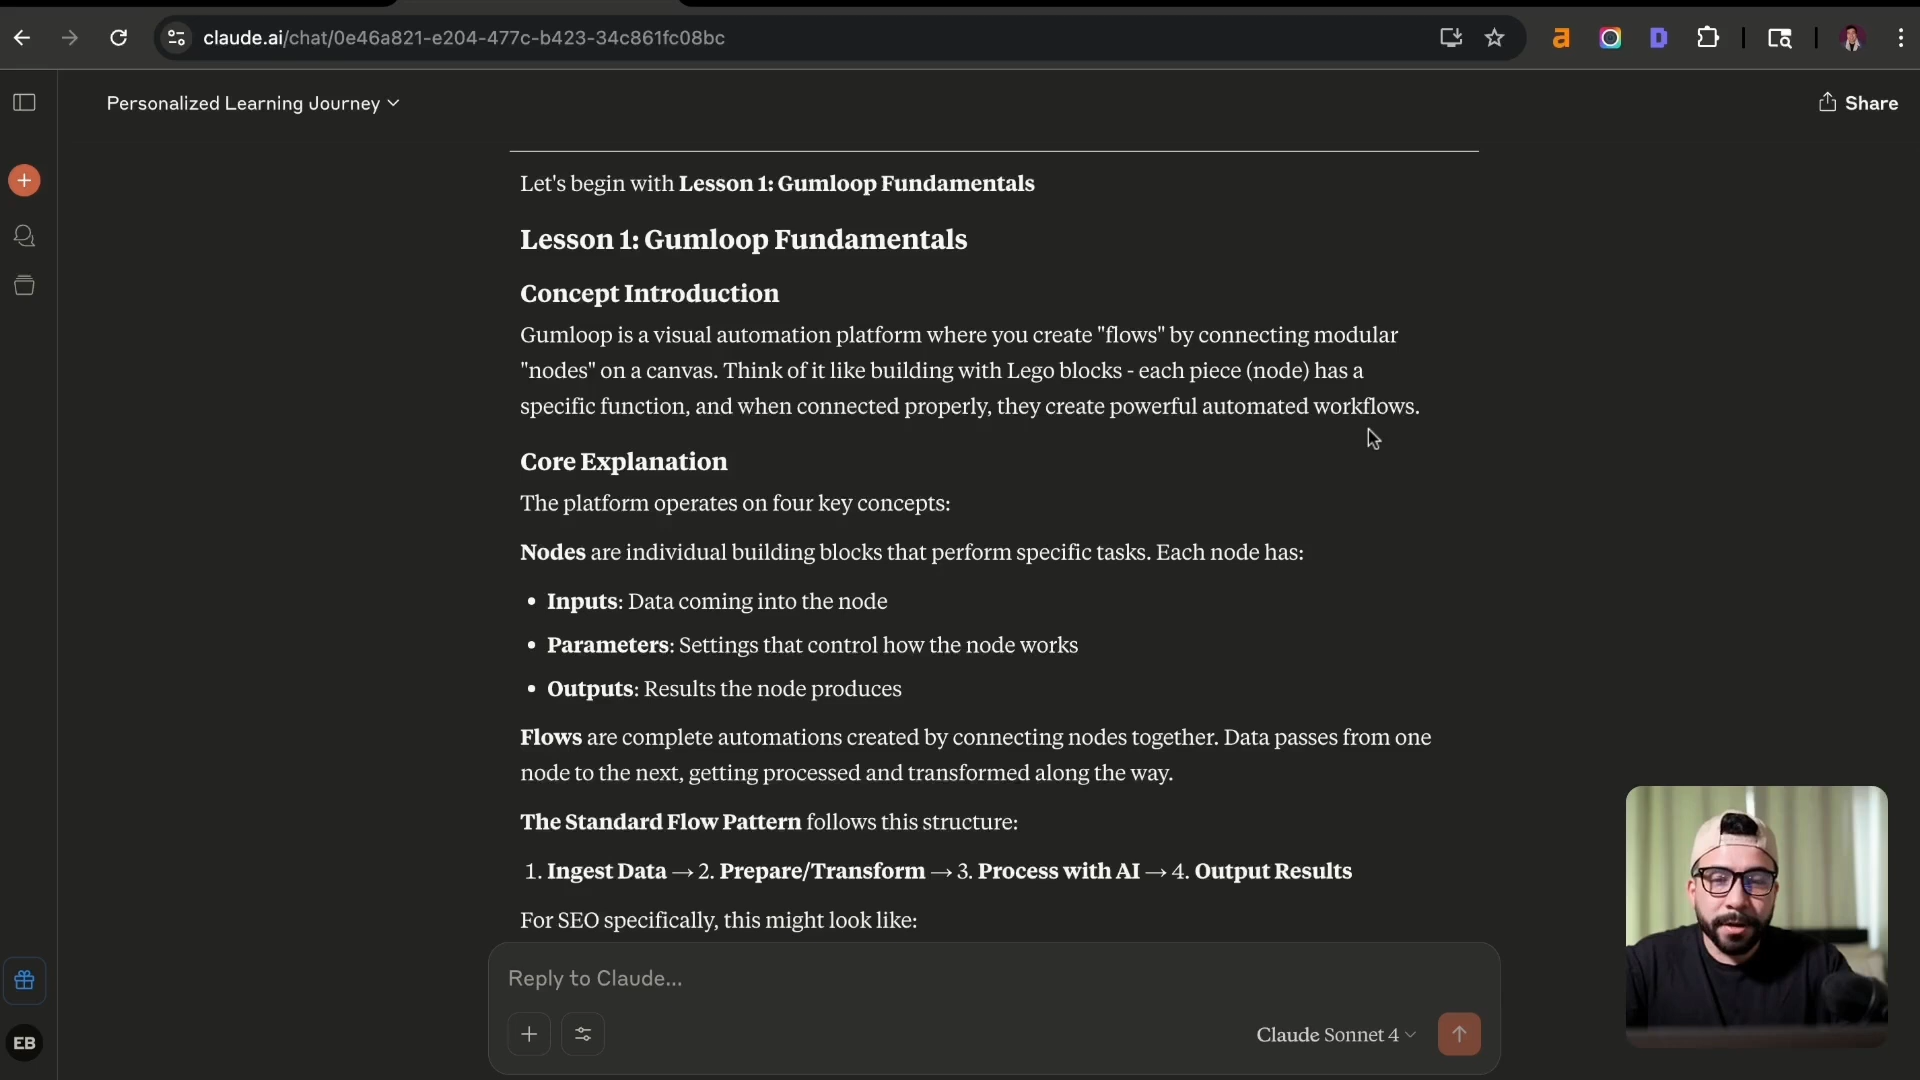 claude.ai/chat/0e46a821-e204-477c-b423-34c861fc08bc
Personalized Learning Journey
Share
Let's begin with Lesson 1: Gumloop Fundamentals
Lesson 1: Gumloop Fundamentals
Concept Introduction
Gumloop is a visual automation platform where you create "flows" by connecting modular
"nodes" on a canvas. Think of it like building with Lego blocks - each piece (node) has a
specific function, and when connected properly, they create powerful automated workflows.
Core Explanation
The platform operates on four key concepts:
Nodes are individual building blocks that perform specific tasks. Each node has:
• Inputs: Data coming into the node
• Parameters: Settings that control how the node works
• Outputs: Results the node produces
Flows are complete automations created by connecting nodes together. Data passes from one
node to the next, getting processed and transformed along the way.
The Standard Flow Pattern follows this structure:
1. Ingest Data → 2. Prepare/Transform → 3. Process with AI → 4. Output Results
For SEO specifically, this might look like:
Reply to Claude...
Claude Sonnet 4
EB